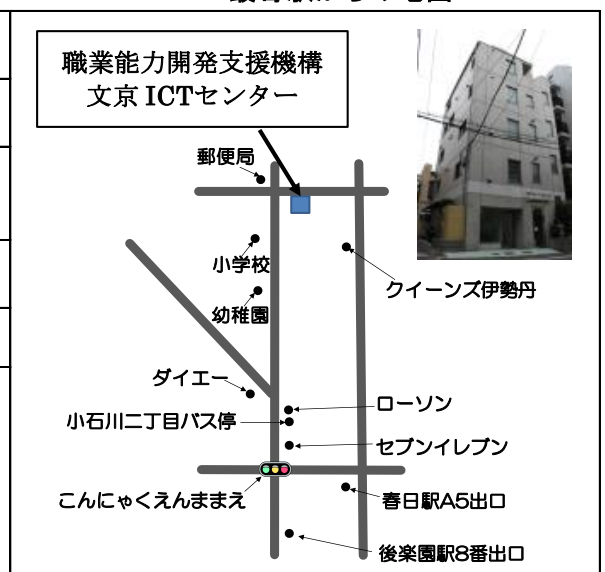 職業能力開発支援機構
文京ICTセンター
郵便局
小学校
クイーンズ伊勢丹
幼稚園
ダイエー
ローソン
小石川二丁目バス停
セブンイレブン
こんにゃくえんままえ
春日駅A5出口
後楽園駅8番出口